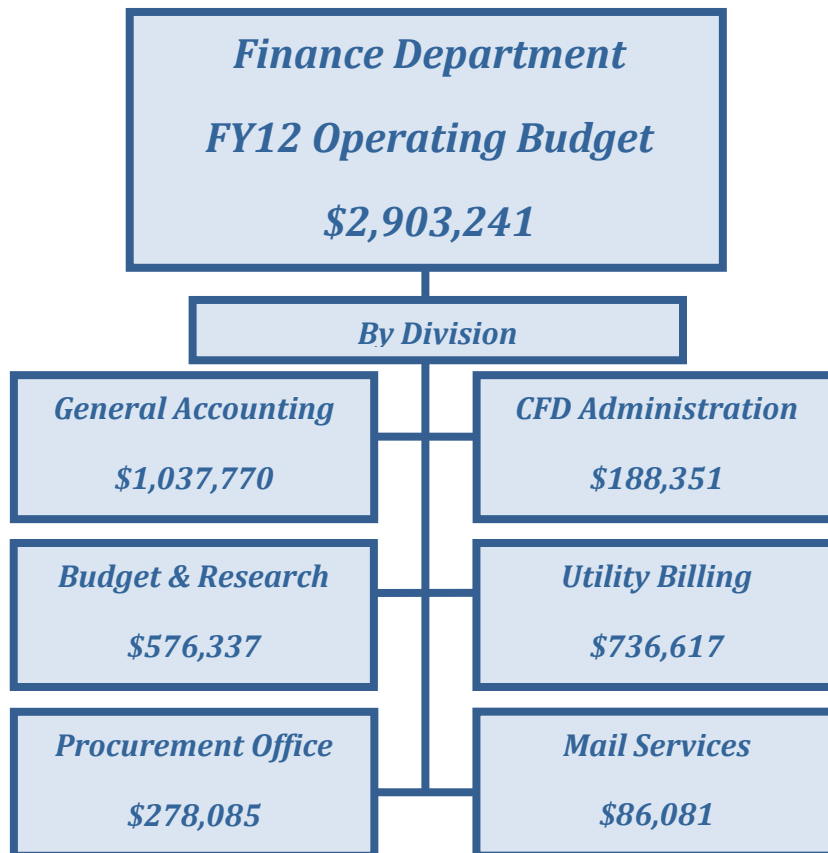 Finance Department
FY12 Operating Budget
$2,903,241
By Division
General Accounting
$1,037,770
CFD Administration
$188,351
Budget & Research
$576,337
Utility Billing
$736,617
Procurement Office
$278,085
Mail Services
$86,081